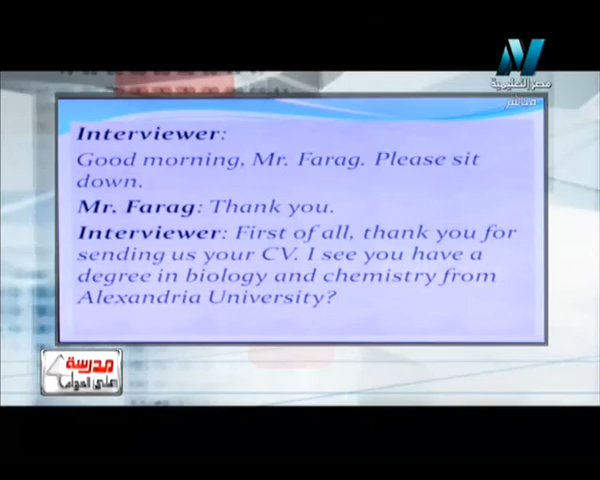 مصر التعليمية
مباشر
Interviewer:
Good morning, Mr. Farag. Please sit
down.
Mr. Farag: Thank you.
Interviewer: First of all, thank you for
sending us your CV. I see you have a
degree in biology and chemistry from
Alexandria University?
مدرسة
على الهواء